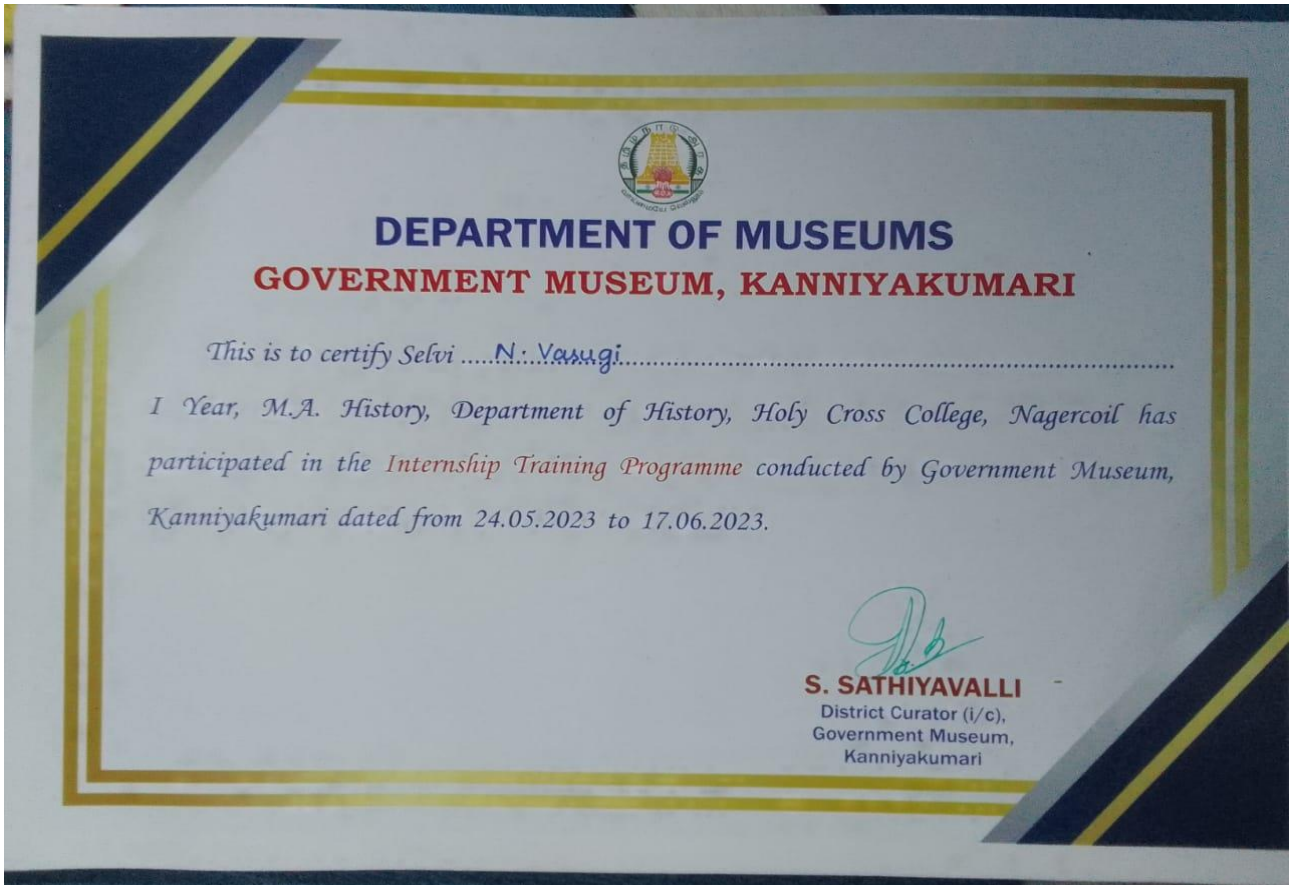 தமிழ்நாடு அரசு
வாய்மையே வெல்லும்
DEPARTMENT OF MUSEUMS
GOVERNMENT MUSEUM, KANNIYAKUMARI
This is to certify Selvi .....N. Vasugi.....
I Year, M.A. History, Department of History, Holy Cross College, Nagercoil has
participated in the Internship Training Programme conducted by Government Museum,
Kanniyakumari dated from 24.05.2023 to 17.06.2023.
S. SATHIYAVALLI
District Curator (i/c),
Government Museum,
Kanniyakumari